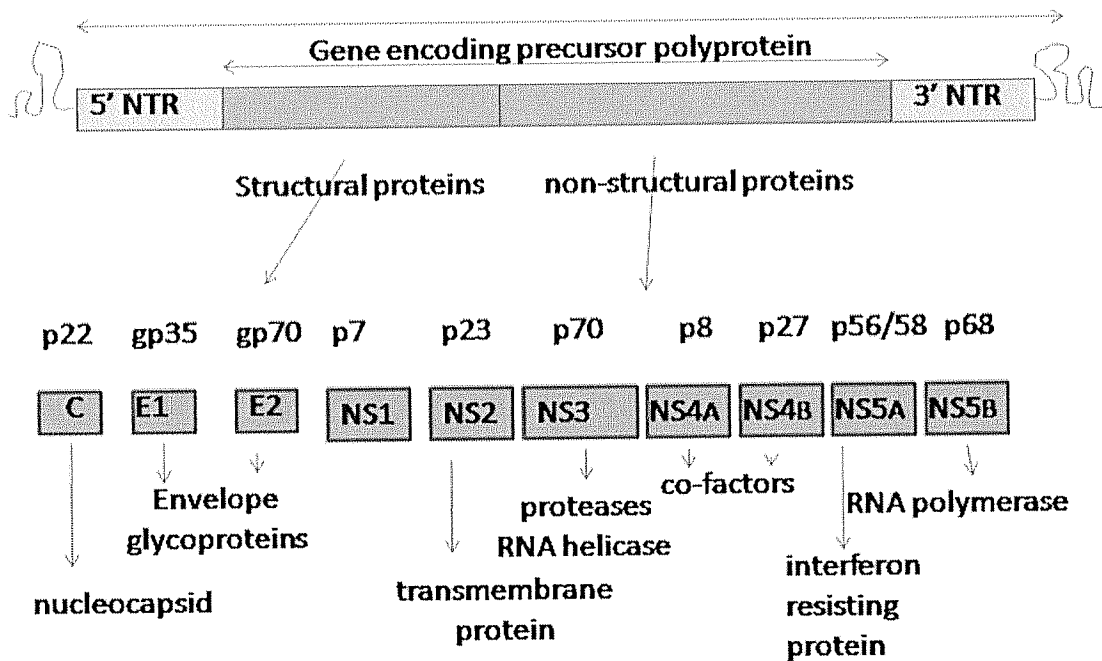 Gene encoding precursor polyprotein
5' NTR
3' NTR
Structural proteins
non-structural proteins
p22 gp35 gp70 p7 p23 p70 p8 p27 p56/58 p68
C E1 E2 NS1 NS2 NS3 NS4A NS4B NS5A NS5B
Envelope
glycoproteins
nucleocapsid
transmembrane
protein
proteases
RNA helicase
co-factors
interferon
resisting
protein
RNA polymerase